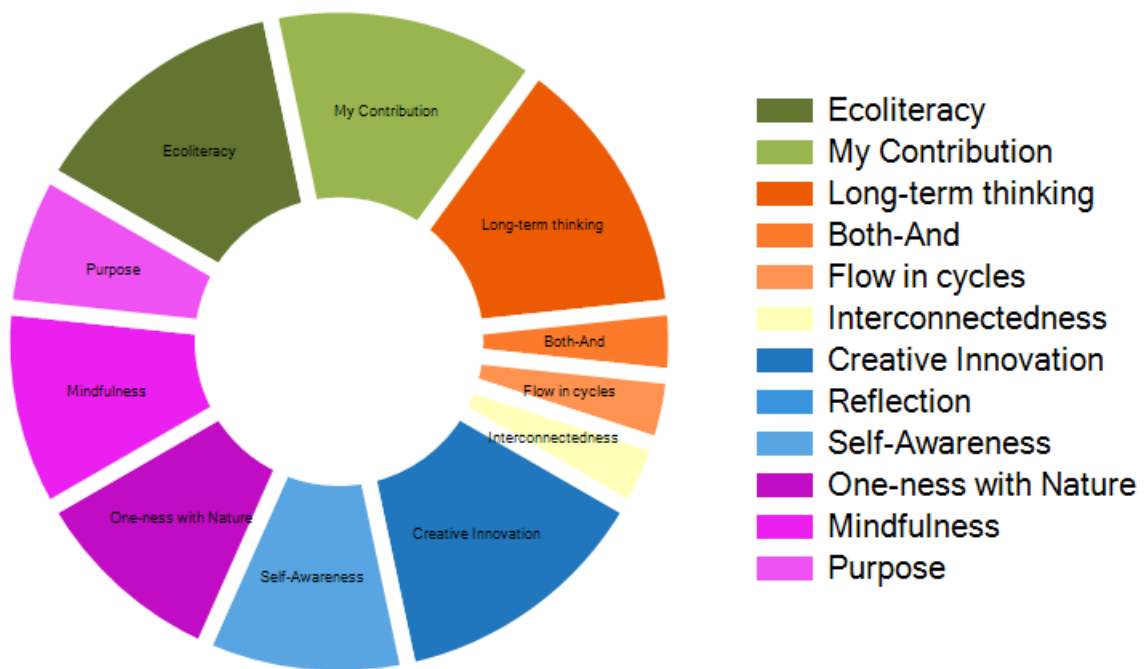 My Contribution
Ecoliteracy
Long-term thinking
Purpose
Both-And
Mindfulness
Flow in cycles
Interconnectedness
One-ness with Nature
Creative Innovation
Self-Awareness
Ecoliteracy
My Contribution
Long-term thinking
Both-And
Flow in cycles
Interconnectedness
Creative Innovation
Reflection
Self-Awareness
One-ness with Nature
Mindfulness
Purpose